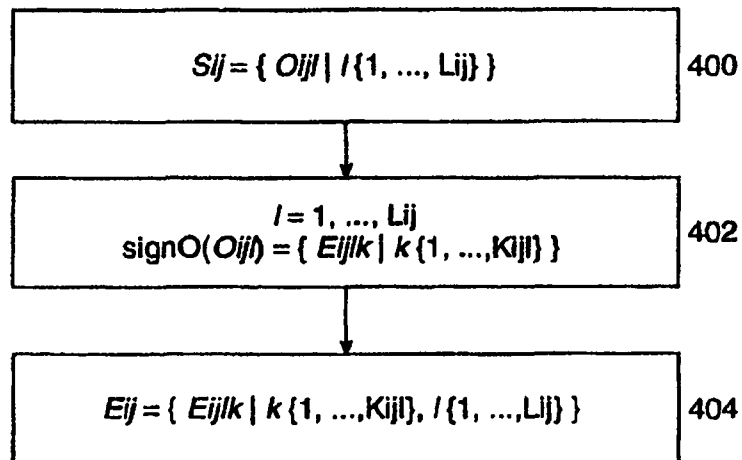 Sij = { Oijl | l {1, ..., Lij} }
400
l = 1, ..., Lij
signO(Oijl) = { Eijlk | k {1, ...,Kijl} }
402
Eij = { Eijlk | k {1, ...,Kijl}, l {1, ...,Lij} }
404